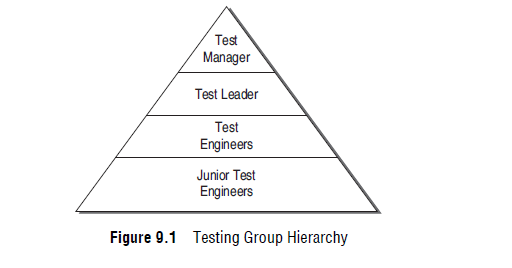 Test
Manager
Test Leader
Test
Engineers
Junior Test
Engineers
Figure 9.1 Testing Group Hierarchy